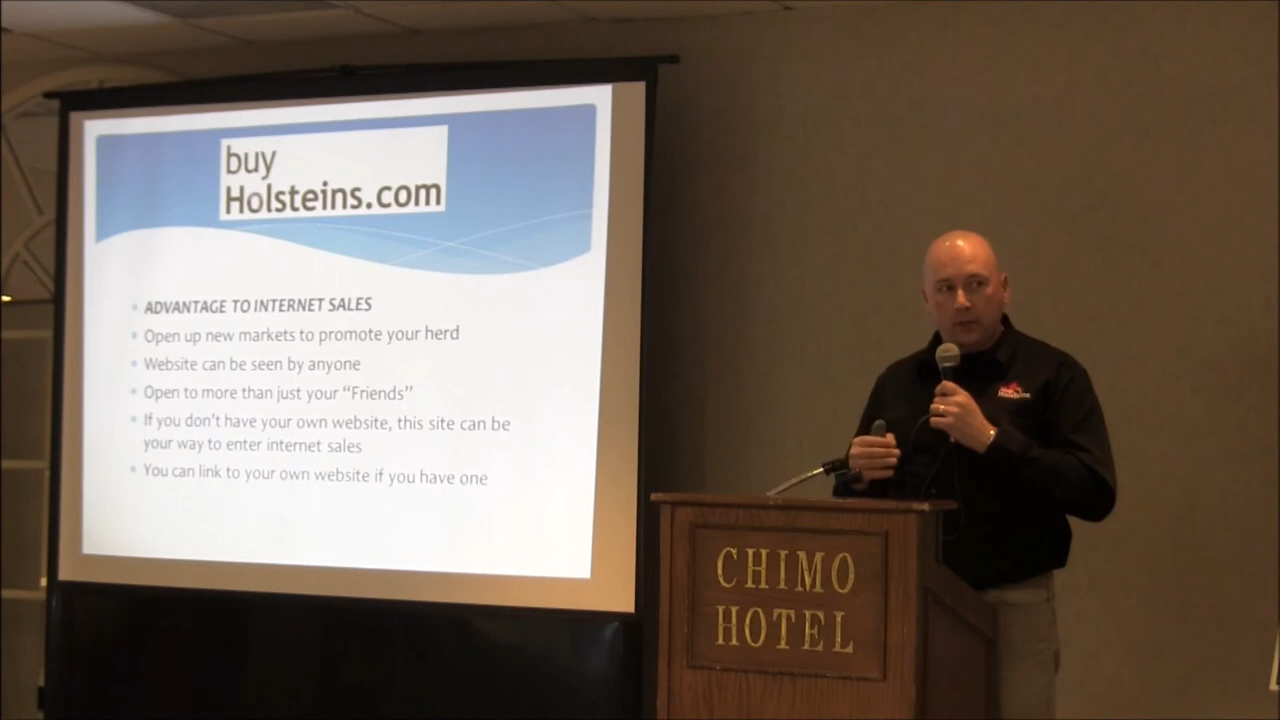 buy
Holsteins.com
ADVANTAGE TO INTERNET SALES
Open up new markets to promote your herd
Website can be seen by anyone
Open to more than just your “Friends”
If you don’t have your own website, this site can be
your way to enter internet sales
You can link to your own website if you have one
CHIMO
HOTEL